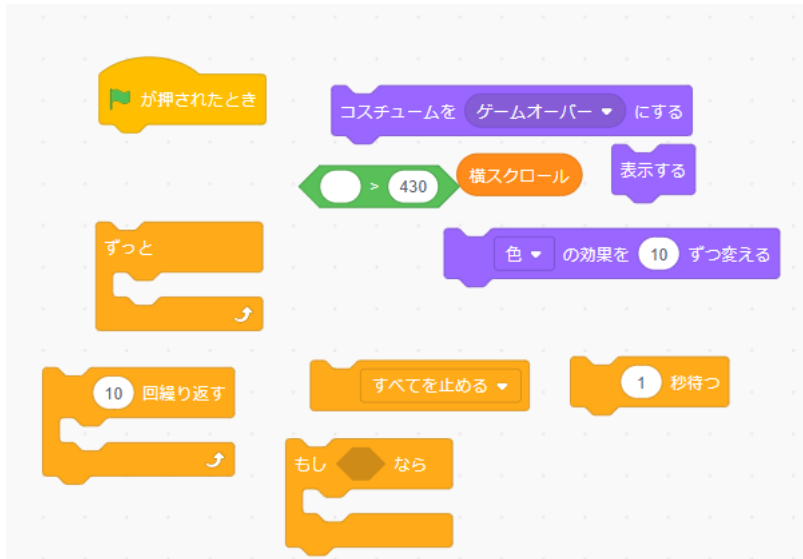 が押されたとき
コスチュームを ゲームオーバー にする
> 430
横スクロール
表示する
ずっと
色 の効果を 10 ずつ変える
10 回繰り返す
すべてを止める
1 秒待つ
もし なら